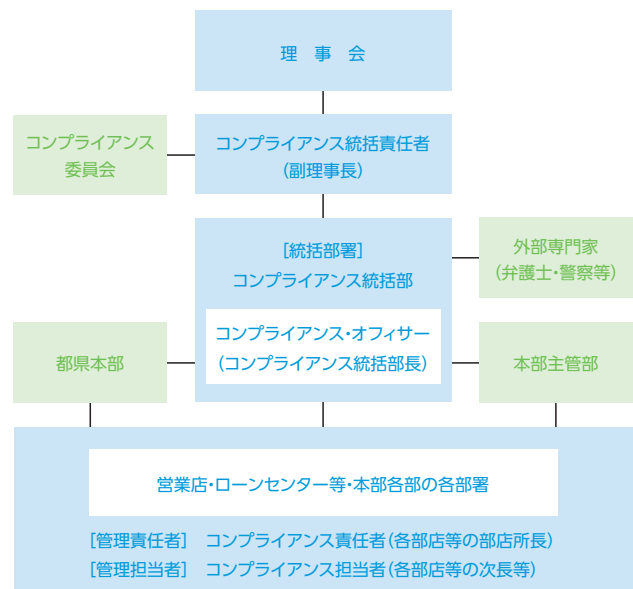 理 事 会
コンプライアンス
委員会
コンプライアンス統括責任者
（副理事長）
［統括部署］
コンプライアンス統括部
外部専門家
（弁護士・警察等）
コンプライアンス・オフィサー
（コンプライアンス統括部長）
都県本部
本部主管部
営業店・ローンセンター等・本部各部の各部署
［管理責任者］ コンプライアンス責任者（各部店等の部店所長）
［管理担当者］ コンプライアンス担当者（各部店等の次長等）